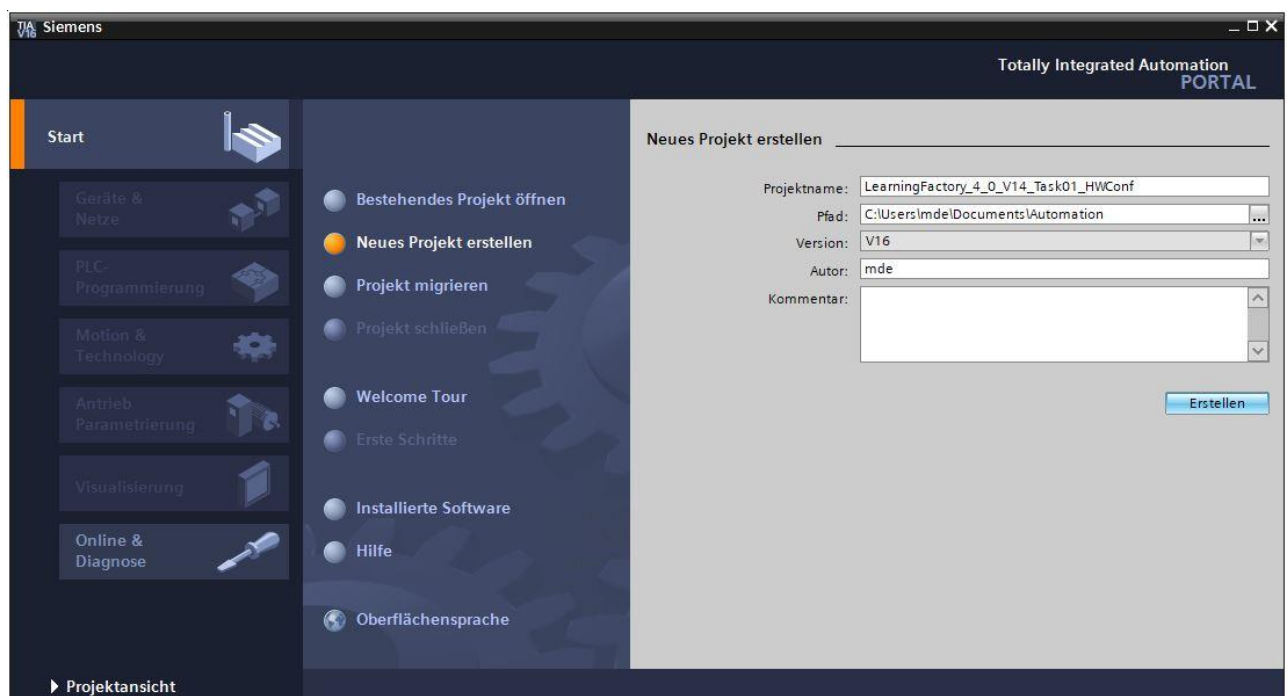 TIA
V16
Siemens
Totally Integrated Automation
PORTAL
Start
Geräte &
Netze
PLC-
Programmierung
Motion &
Technology
Antrieb
Parametrierung
Visualisierung
Online &
Diagnose
Projektansicht
Bestehendes Projekt öffnen
Neues Projekt erstellen
Projekt migrieren
Projekt schließen
Welcome Tour
Erste Schritte
Installierte Software
Hilfe
Oberflächensprache
Neues Projekt erstellen
Projektname: LearningFactory_4_0_V14_Task01_HWConf
Pfad: C:\Users\mde\Documents\Automation ...
Version: V16
Autor: mde
Kommentar:
Erstellen